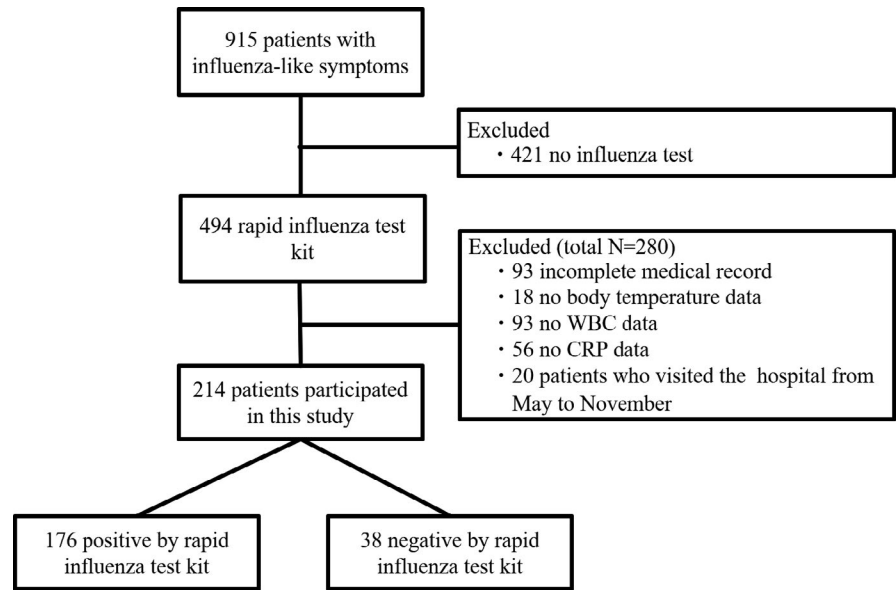 915 patients with
influenza-like symptoms
Excluded
・421 no influenza test
494 rapid influenza test
kit
Excluded (total N=280)
・93 incomplete medical record
・18 no body temperature data
・93 no WBC data
・56 no CRP data
・20 patients who visited the hospital from
May to November
214 patients participated
in this study
176 positive by rapid
influenza test kit
38 negative by rapid
influenza test kit